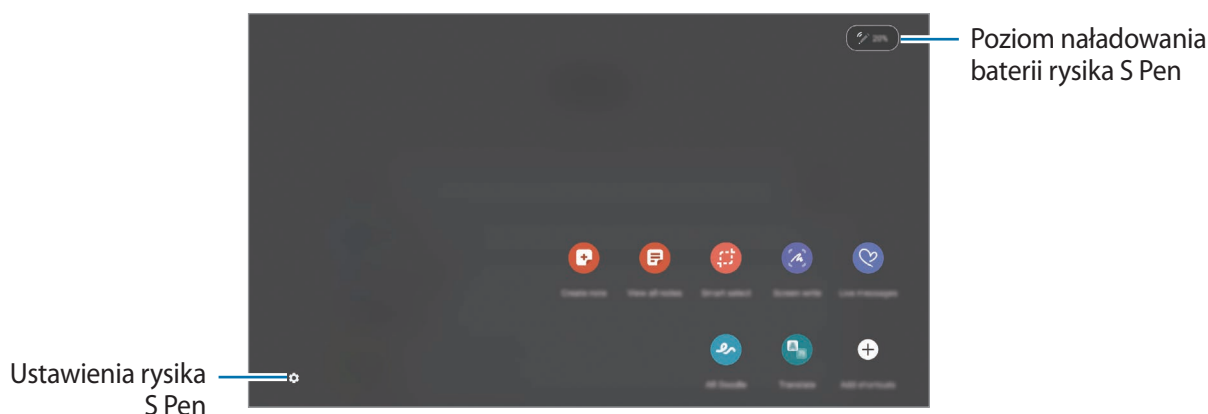 20%
Poziom naładowania
baterii rysika S Pen
Create note
View all notes
Smart select
Screen write
Live messages
AR Doodle
Translate
Add shortcuts
Ustawienia rysika
S Pen